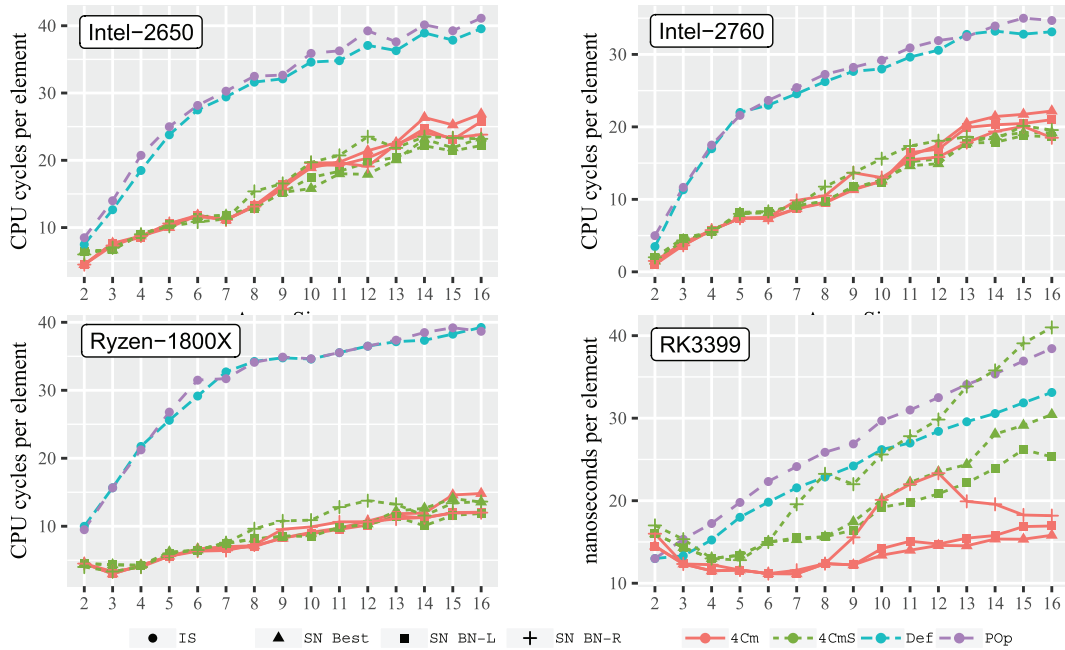 Intel−2650
CPU cycles per element
40
30
20
10
2 3 4 5 6 7 8 9 10 11 12 13 14 15 16
Intel−2760
CPU cycles per element
30
20
10
0
2 3 4 5 6 7 8 9 10 11 12 13 14 15 16
Ryzen−1800X
CPU cycles per element
40
30
20
10
2 3 4 5 6 7 8 9 10 11 12 13 14 15 16
RK3399
nanoseconds per element
40
30
20
10
2 3 4 5 6 7 8 9 10 11 12 13 14 15 16
IS SN Best SN BN-L SN BN-R 4Cm 4CmS Def POp